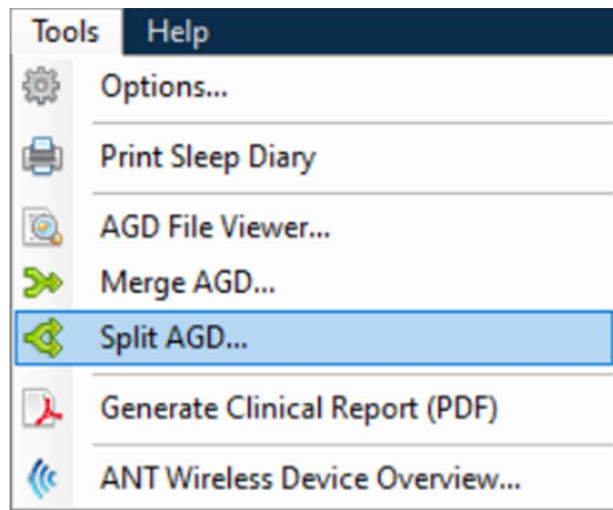 Tools Help
Options...
Print Sleep Diary
AGD File Viewer...
Merge AGD...
Split AGD...
Generate Clinical Report (PDF)
ANT Wireless Device Overview...